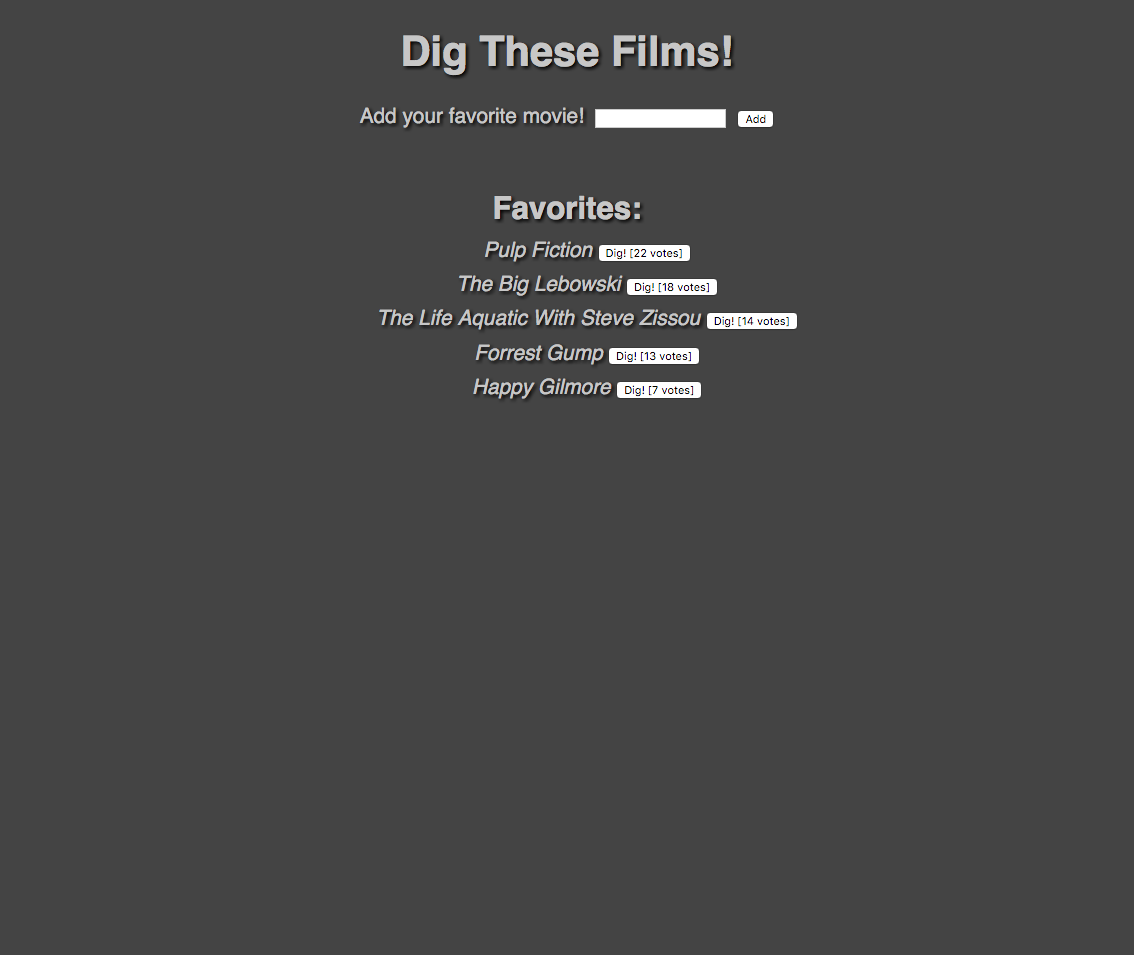 Dig These Films!
Add your favorite movie! Add
Favorites:
Pulp Fiction Dig! [22 votes]
The Big Lebowski Dig! [18 votes]
The Life Aquatic With Steve Zissou Dig! [14 votes]
Forrest Gump Dig! [13 votes]
Happy Gilmore Dig! [7 votes]